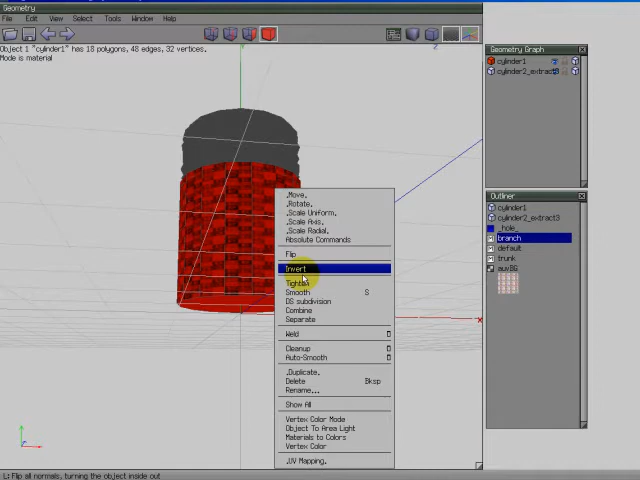 Geometry
File Edit View Select Tools Window Help
Object 1 "cylinder1" has 18 polygons, 48 edges, 32 vertices.
Mode is material
Y
Z
X
.Move.
.Rotate.
.Scale Uniform.
.Scale Axis.
.Scale Radial.
Absolute Commands
Flip
Invert
Tighten
Smooth S
DS subdivision
Combine
Separate
Weld
Cleanup
Auto-Smooth
.Duplicate.
Delete Bksp
Rename...
Show All
Vertex Color Mode
Object To Area Light
Materials to Colors
Vertex Color
.UV Mapping.
Geometry Graph
cylinder1
cylinder2_extract3
Outliner
cylinder1
cylinder2_extract3
_hole_
branch
default
trunk
auvBG
L: Flip all normals, turning the object inside out